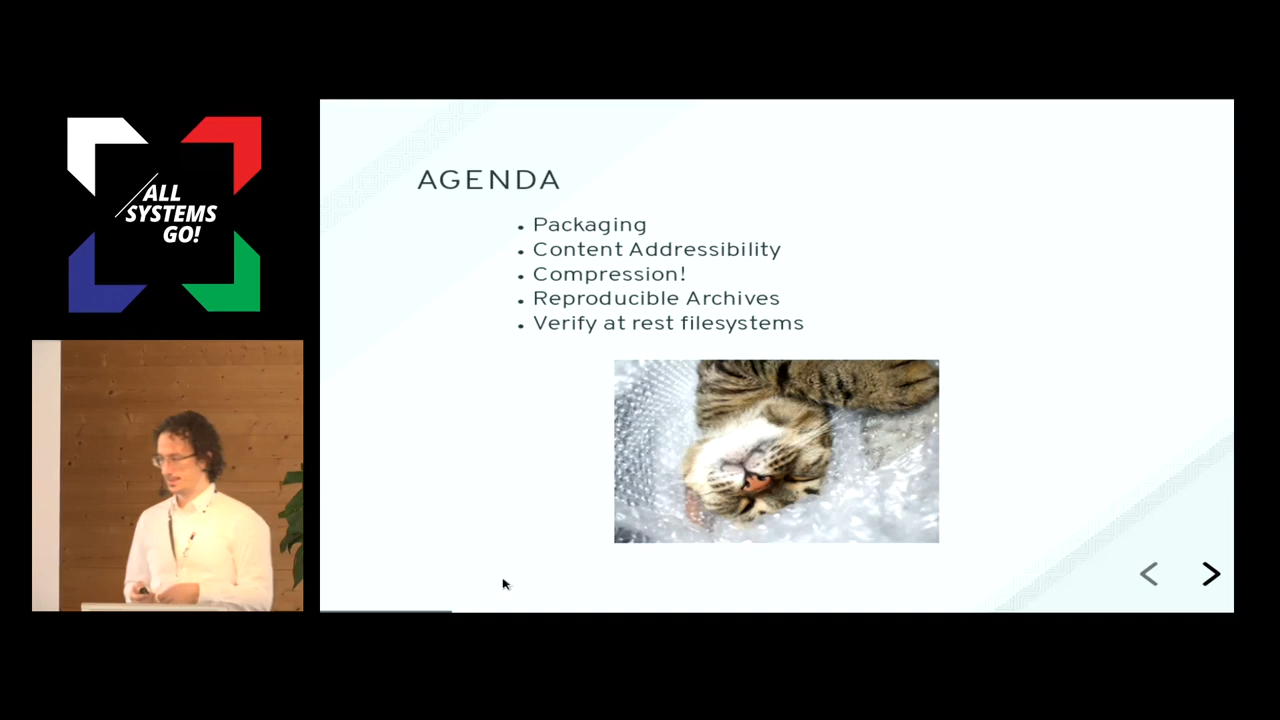 ALL
SYSTEMS
GO!
AGENDA
• Packaging
• Content Addressibility
• Compression!
• Reproducible Archives
• Verify at rest filesystems